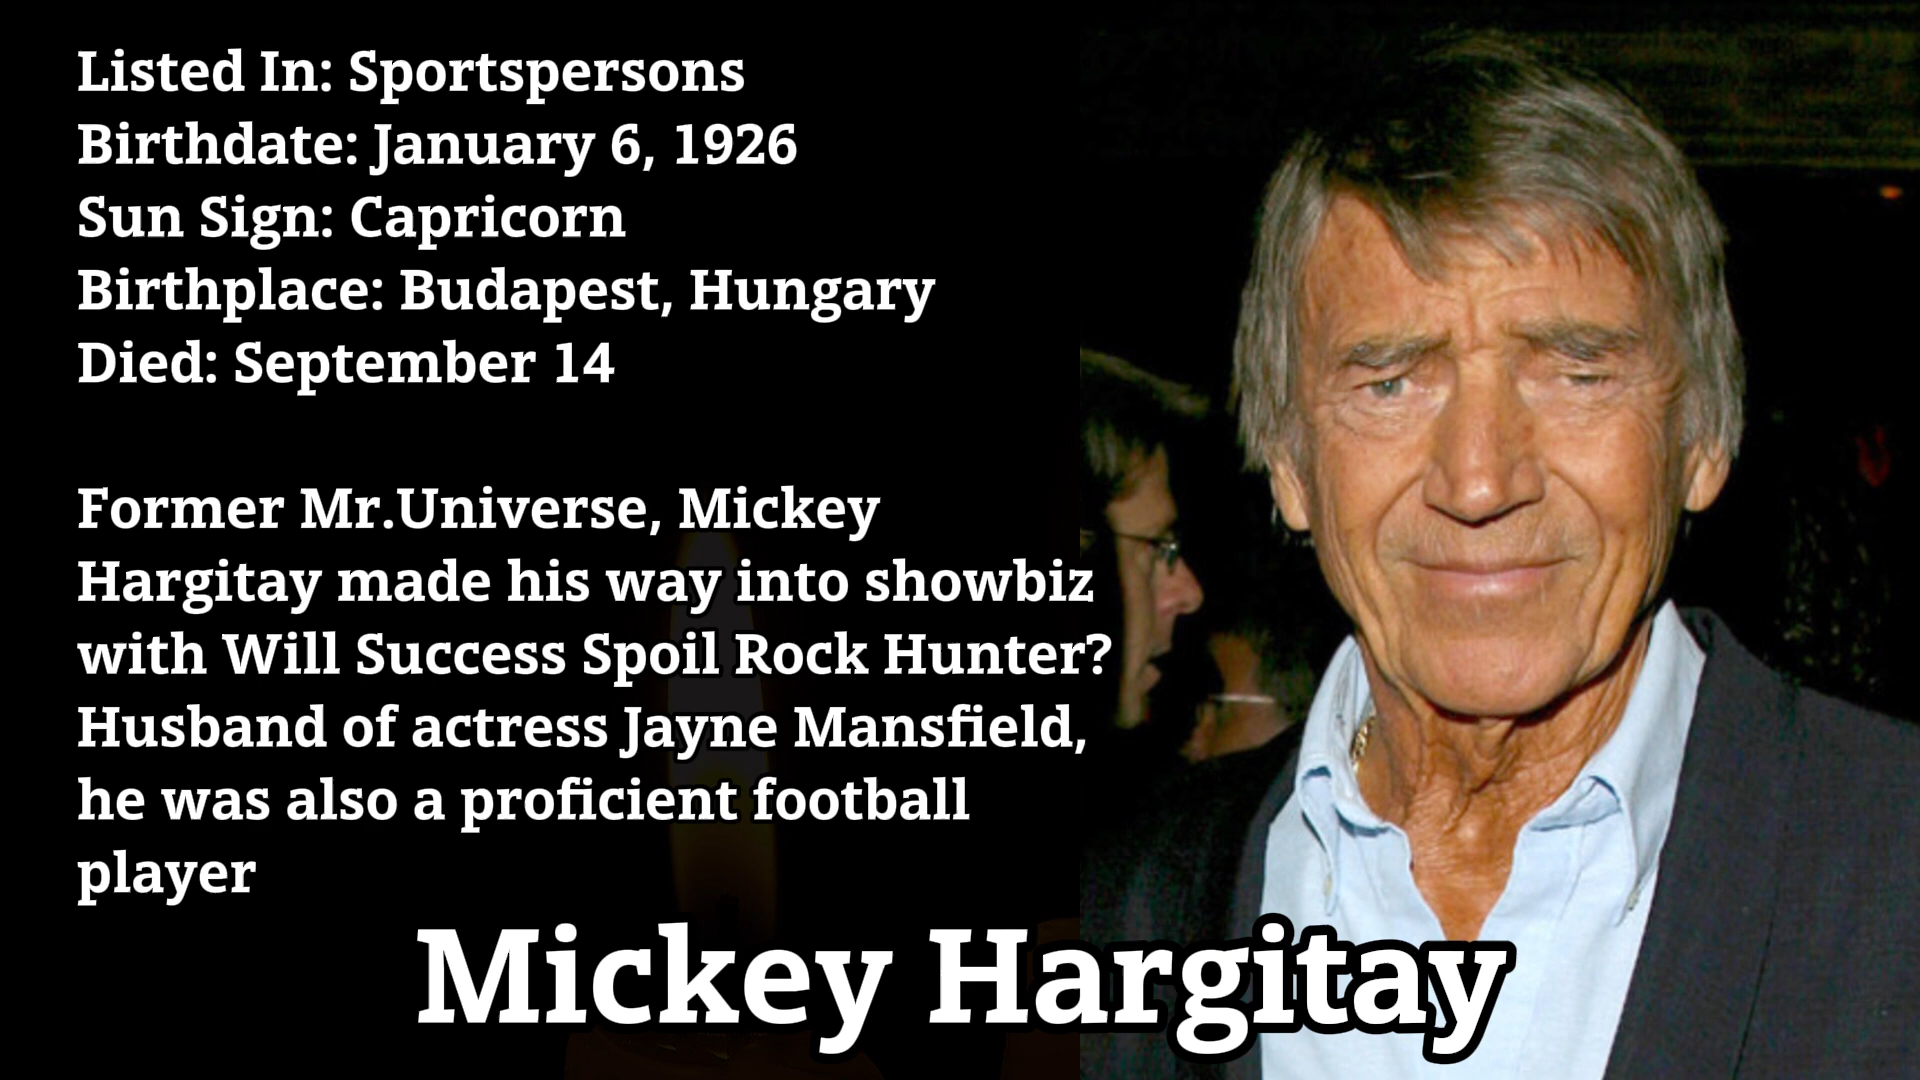 Listed In: Sportspersons
Birthdate: January 6, 1926
Sun Sign: Capricorn
Birthplace: Budapest, Hungary
Died: September 14
Former Mr.Universe, Mickey
Hargitay made his way into showbiz
with Will Success Spoil Rock Hunter?
Husband of actress Jayne Mansfield,
he was also a proficient football
player
Mickey Hargitay